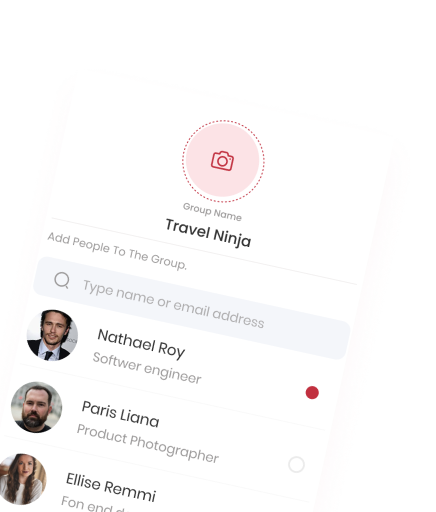 Group Name
Travel Ninja
Add People To The Group.
Type name or email address
Nathael Roy
Softwer engineer
Paris Liana
Product Photographer
Ellise Remmi
Fon end